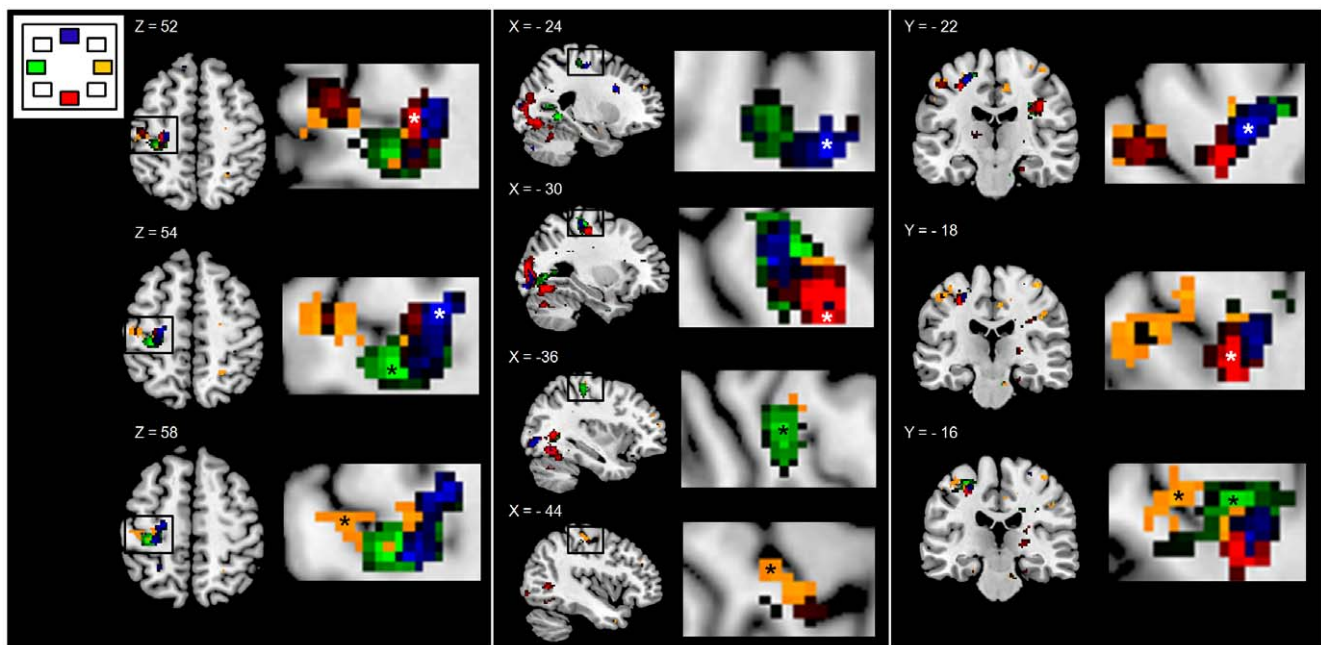 Z = 52
Z = 54
Z = 58
X = - 24
X = - 30
X = -36
X = - 44
Y = - 22
Y = - 18
Y = - 16